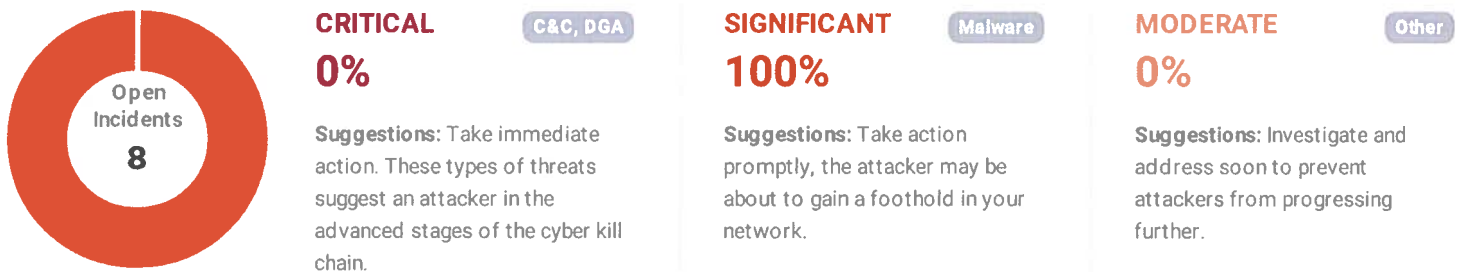 Open
Incidents
8
CRITICAL
C&C, DGA
0%
Suggestions: Take immediate
action. These types of threats
suggest an attacker in the
advanced stages of the cyber kill
chain.
SIGNIFICANT
Malware
100%
Suggestions: Take action
promptly, the attacker may be
about to gain a foothold in your
network.
MODERATE
Other
0%
Suggestions: Investigate and
address soon to prevent
attackers from progressing
further.